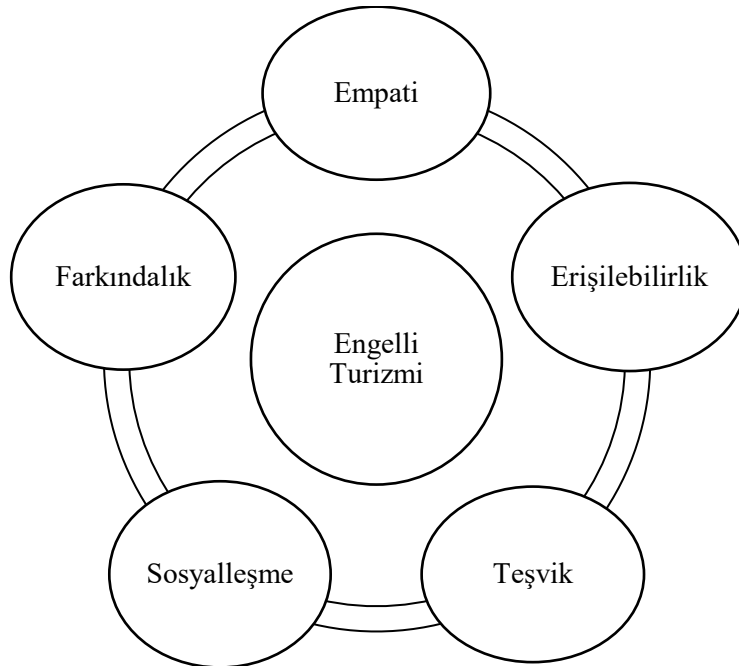 Empati
Farkındalık
Erişilebilirlik
Engelli
Turizmi
Sosyalleşme
Teşvik